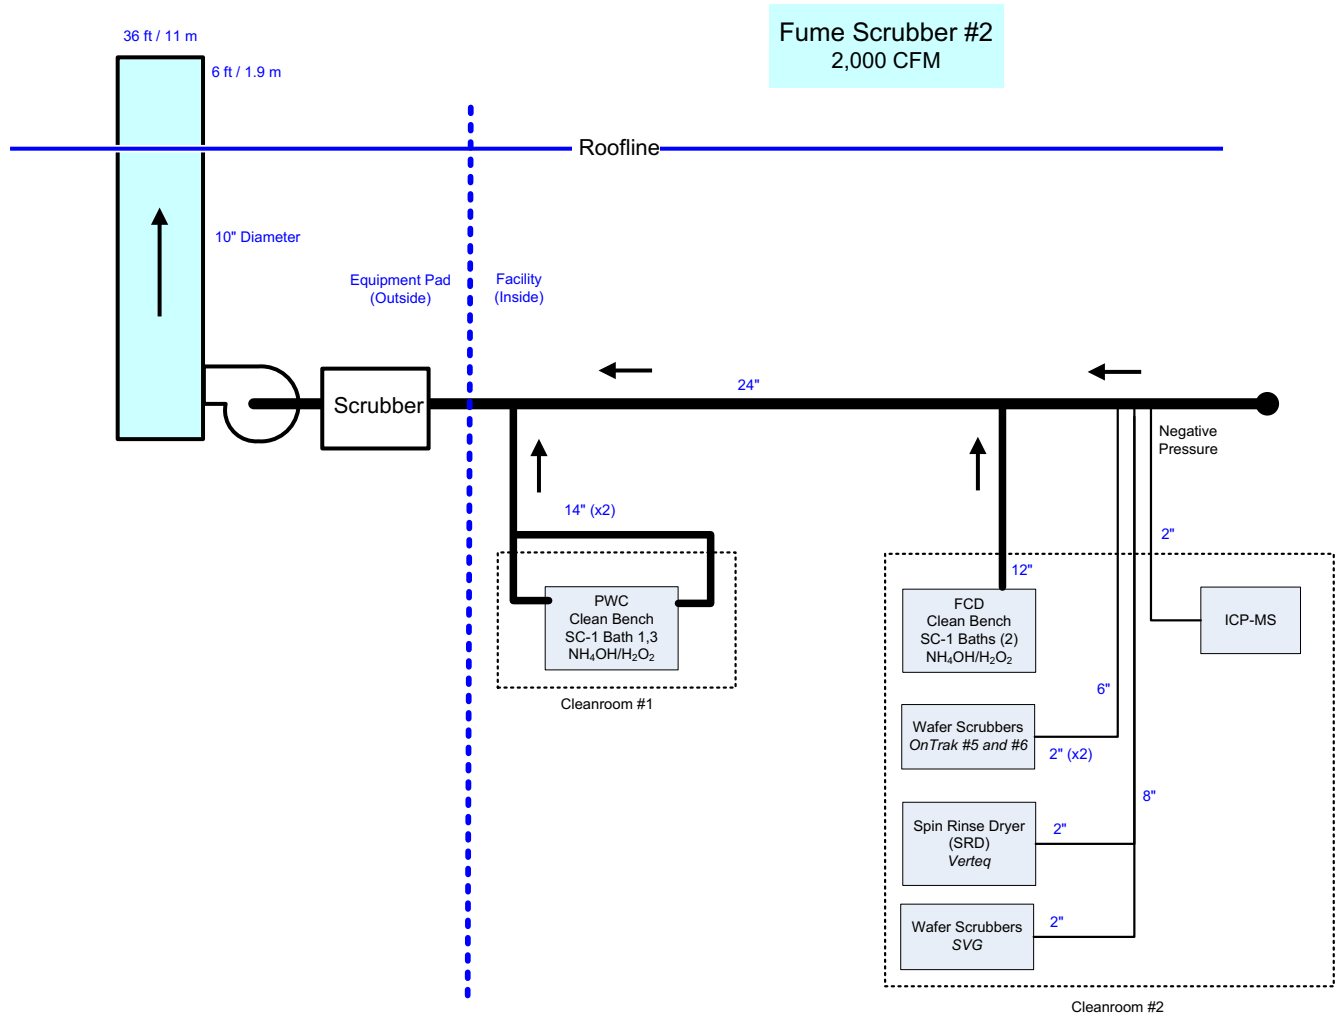 Fume Scrubber #2
2,000 CFM
36 ft / 11 m
6 ft / 1.9 m
Roofline
10" Diameter
Equipment Pad
(Outside)
Facility
(Inside)
24"
Scrubber
Negative
Pressure
14" (x2)
2"
12"
PWC
Clean Bench
SC-1 Bath 1,3
NH₄OH/H₂O₂
Cleanroom #1
FCD
Clean Bench
SC-1 Baths (2)
NH₄OH/H₂O₂
ICP-MS
6"
Wafer Scrubbers
OnTrak #5 and #6
2" (x2)
8"
Spin Rinse Dryer
(SRD)
Verteq
2"
Wafer Scrubbers
SVG
2"
Cleanroom #2